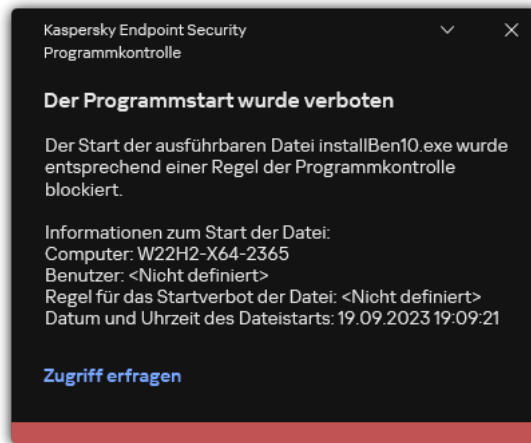 Kaspersky Endpoint Security
Programmkontrolle
Der Programmstart wurde verboten
Der Start der ausführbaren Datei installBen10.exe wurde
entsprechend einer Regel der Programmkontrolle
blockiert.
Informationen zum Start der Datei:
Computer: W22H2-X64-2365
Benutzer: <Nicht definiert>
Regel für das Startverbot der Datei: <Nicht definiert>
Datum und Uhrzeit des Dateistarts: 19.09.2023 19:09:21
Zugriff erfragen